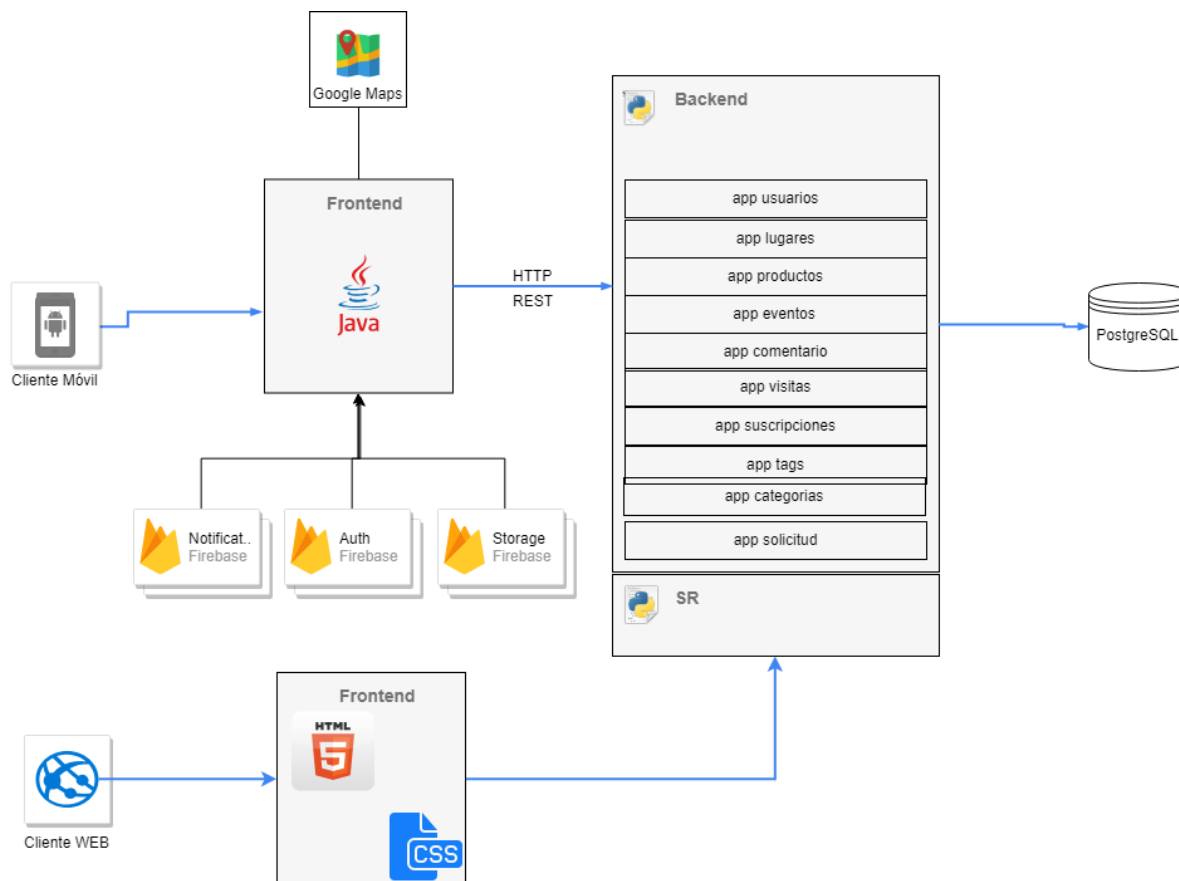 Google Maps
Frontend
Java
Cliente Móvil
HTTP
REST
Notificat..
Firebase
Auth
Firebase
Storage
Firebase
Backend
app usuarios
app lugares
app productos
app eventos
app comentario
app visitas
app suscripciones
app tags
app categorias
app solicitud
SR
PostgreSQL
Cliente WEB
Frontend
HTML
5
CSS